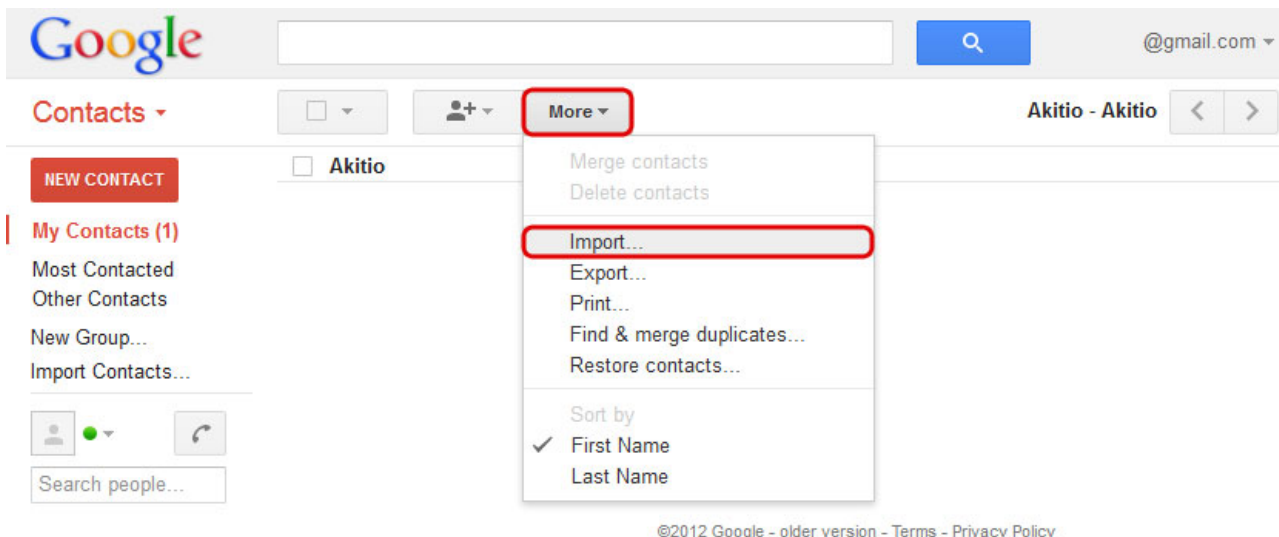 Google
@gmail.com
Contacts
More
Akitio - Akitio
NEW CONTACT
Akitio
My Contacts (1)
Most Contacted
Other Contacts
New Group...
Import Contacts...
Search people...
Merge contacts
Delete contacts
Import...
Export...
Print...
Find & merge duplicates...
Restore contacts...
Sort by
First Name
Last Name
©2012 Google - older version - Terms - Privacy Policy